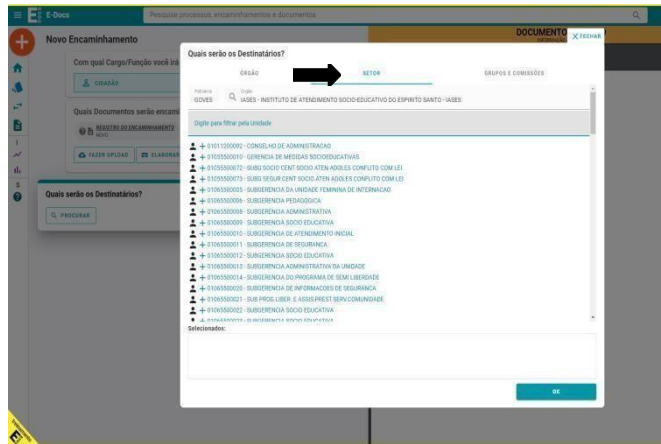 E-Docs
Pesquise processos, encaminhamentos e documentos
Novo Encaminhamento
DOCUMENTO
X FECHAR
Com qual Cargo/Função você irá
CIDADÃO
Quais Documentos serão encami
REGISTRO DO ENCAMINHAMENTO
NOVO
FAZER UPLOAD
ELABORAR
Quais serão os Destinatários?
PROCURAR
Quais serão os Destinatários?
ÓRGÃO
SETOR
GRUPOS E COMISSÕES
GOVES
Órgão
IASES - INSTITUTO DE ATENDIMENTO SOCIO-EDUCATIVO DO ESPIRITO SANTO - IASES
Digite para filtrar pela Unidade
+ 01011200092 - CONSELHO DE ADMINISTRACAO
+ 01055500010 - GERENCIA DE MEDIDAS SOCIOEDUCATIVAS
+ 01055500072 - SUBG SOCIO CENT SOCIO ATEN ADOLES CONFLITO COM LEI
+ 01055500073 - SUBG SEGUR CENT SOCIO ATEN ADOLES CONFLITO COM LEI
+ 01065500005 - SUBGERENCIA DA UNIDADE FEMININA DE INTERNACAO
+ 01065500006 - SUBGERENCIA PEDAGOGICA
+ 01065500008 - SUBGERENCIA ADMINISTRATIVA
+ 01065500009 - SUBGERENCIA SOCIO EDUCATIVA
+ 01065500010 - SUBGERENCIA DE ATENDIMENTO INICIAL
+ 01065500011 - SUBGERENCIA DE SEGURANCA
+ 01065500012 - SUBGERENCIA SOCIO EDUCATIVA
+ 01065500013 - SUBGERENCIA ADMINISTRATIVA DA UNIDADE
+ 01065500014 - SUBGERENCIA DO PROGRAMA DE SEMI LIBERDADE
+ 01065500020 - SUBGERENCIA DE INFORMACOES DE SEGURANCA
+ 01065500021 - SUB PROG.LIBER. E ASSIS.PREST.SERV.COMUNIDADE
+ 01065500022 - SUBGERENCIA SOCIO EDUCATIVA
Selecionados:
OK